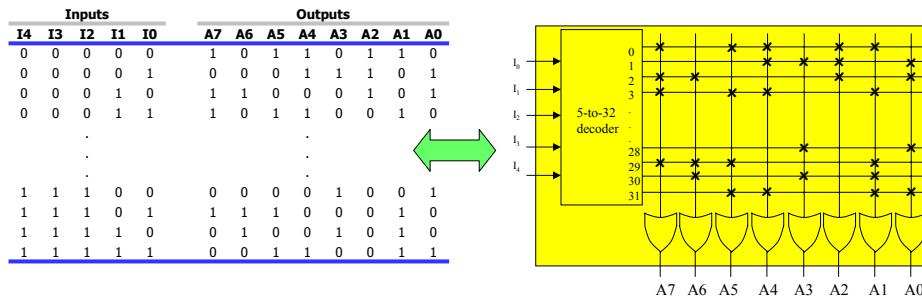 Inputs Outputs
I4 I3 I2 I1 I0 A7 A6 A5 A4 A3 A2 A1 A0
0 0 0 0 0 1 0 1 1 0 1 1 0
0 0 0 0 1 0 0 0 1 1 1 0 1
0 0 0 1 0 1 1 0 0 0 1 0 1
0 0 0 1 1 1 0 1 1 0 0 1 0
. .
. .
. .
1 1 1 0 0 0 0 0 0 1 0 0 1
1 1 1 0 1 1 1 1 0 0 0 1 0
1 1 1 1 0 0 1 0 0 1 0 1 0
1 1 1 1 1 0 0 1 1 0 0 1 1
I0
I1
I2
I3
I4
5-to-32
decoder
0
1
2
3
.
.
.
28
29
30
31
A7 A6 A5 A4 A3 A2 A1 A0